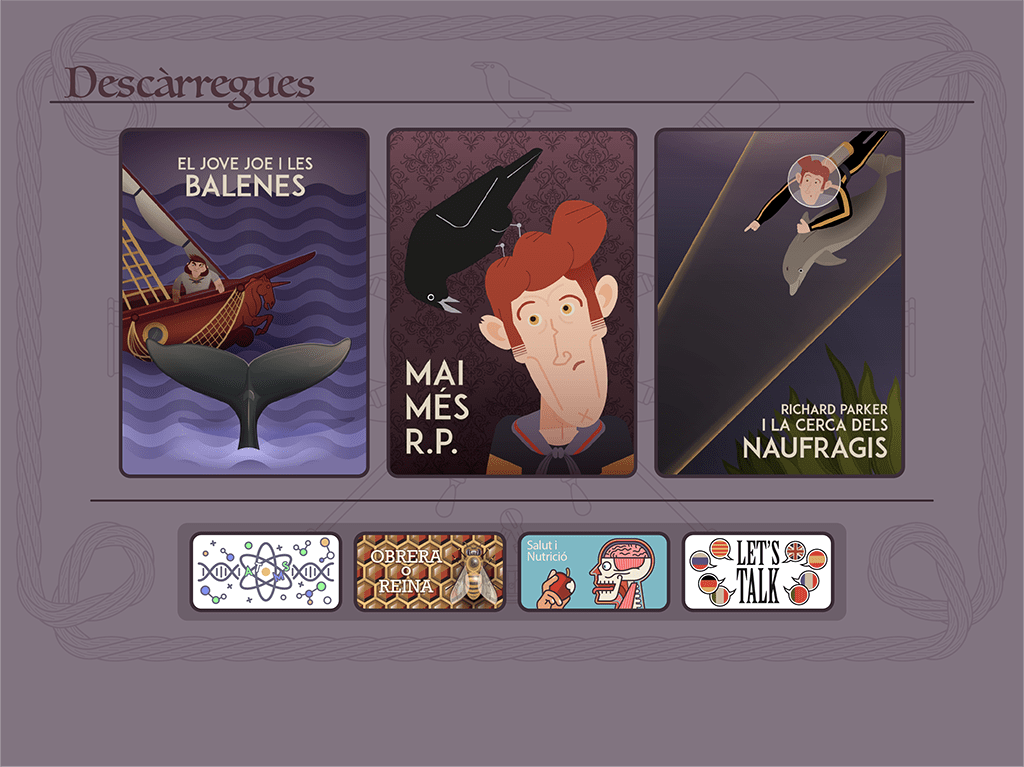 Descàrregues
EL JOVE JOE I LES
BALENES
MAI
MÉS
R.P.
RICHARD PARKER
I LA CERCA DELS
NAUFRAGIS
OBRERA
O
REINA
Salut i
Nutrició
LET'S
TALK